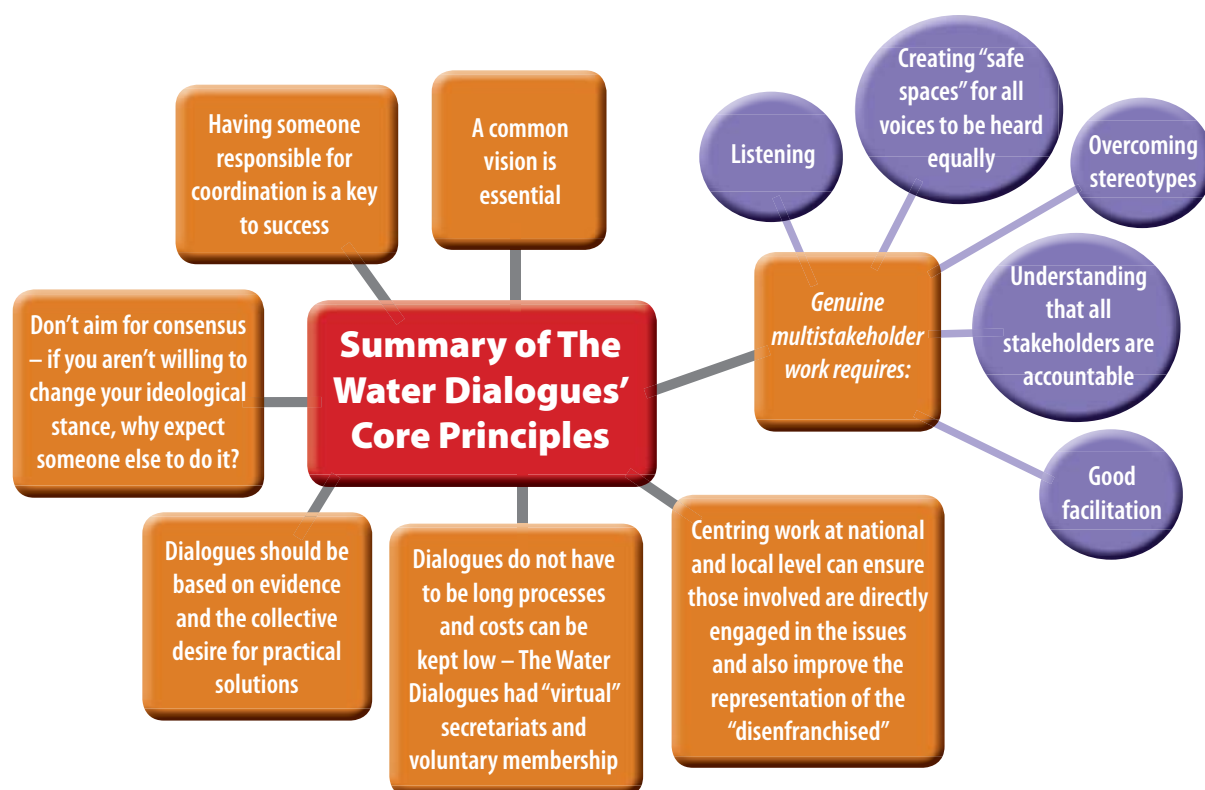 Having someone
responsible for
coordination is a key
to success
A common
vision is
essential
Listening
Creating “safe
spaces” for all
voices to be heard
equally
Overcoming
stereotypes
Don’t aim for consensus
– if you aren’t willing to
change your ideological
stance, why expect
someone else to do it?
Summary of The
Water Dialogues’
Core Principles
Genuine
multistakeholder
work requires:
Understanding
that all
stakeholders are
accountable
Good
facilitation
Dialogues should be
based on evidence
and the collective
desire for practical
solutions
Dialogues do not have
to be long processes
and costs can be
kept low – The Water
Dialogues had “virtual”
secretariats and
voluntary membership
Centring work at national
and local level can ensure
those involved are directly
engaged in the issues
and also improve the
representation of the
“disenfranchised”